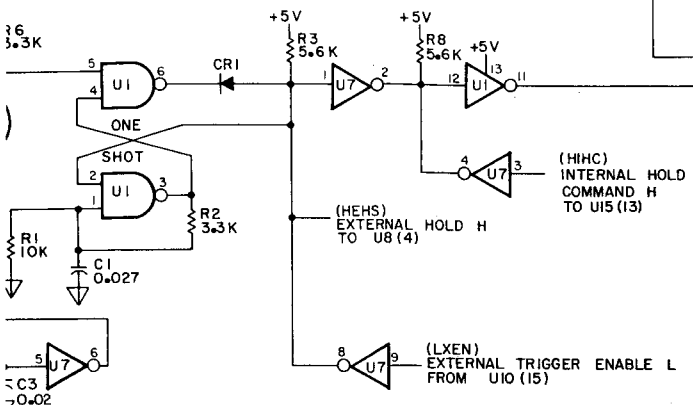 +5V
+5V
R6
3.3K
R3
5.6K
R8
5.6K
+5V
5
U1
6
CR1
1
U7
2
12
U1
13
11
4
ONE
SHOT
2
U1
3
1
4
U7
3
(HIHC)
INTERNAL HOLD
COMMAND H
TO U15(13)
R2
3.3K
(HEHS)
EXTERNAL HOLD H
TO U8(4)
R1
10K
C1
0.027
5
U7
6
C3
0.02
8
U7
9
(LXEN)
EXTERNAL TRIGGER ENABLE L
FROM U10(15)